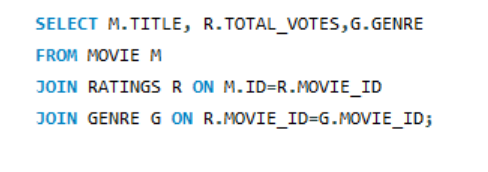 SELECT M.TITLE, R.TOTAL_VOTES,G.GENRE
FROM MOVIE M
JOIN RATINGS R ON M.ID=R.MOVIE_ID
JOIN GENRE G ON R.MOVIE_ID=G.MOVIE_ID;